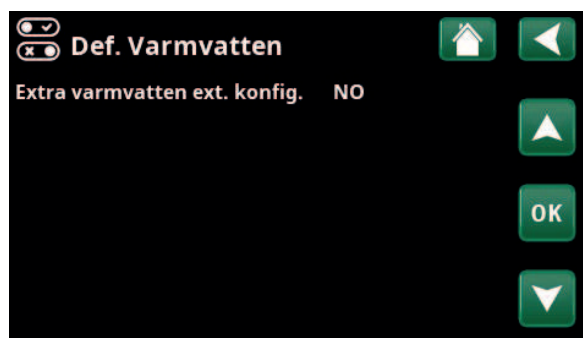 Def. Varmvatten
Extra varmvatten ext. konfig. NO
OK